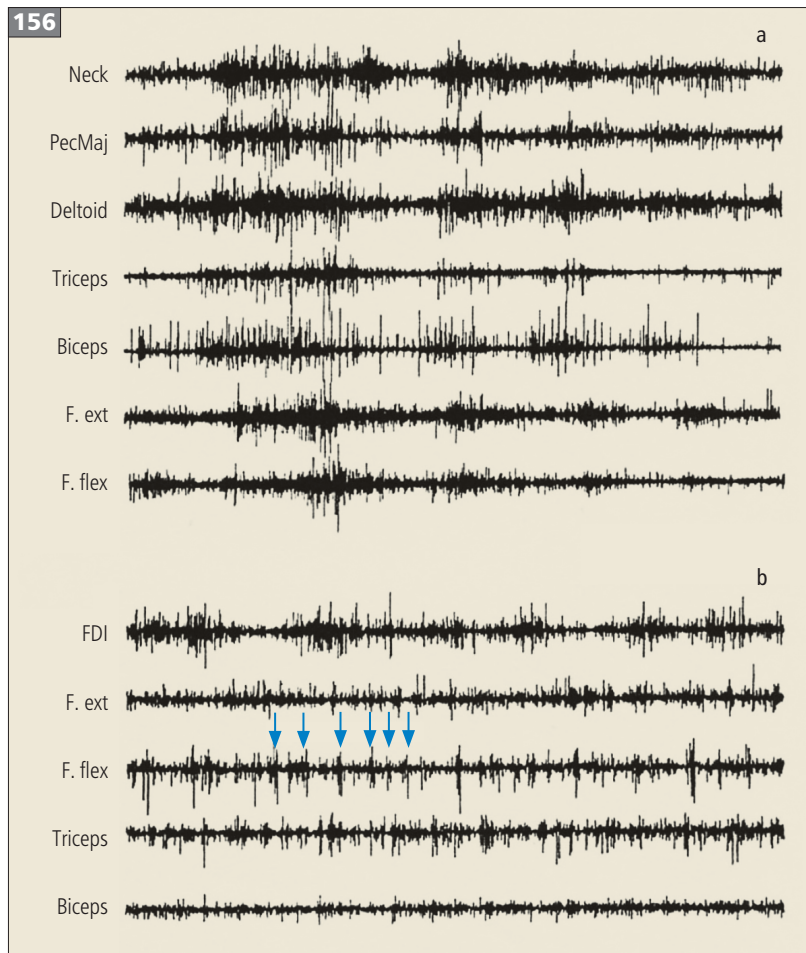 156
a
Neck
PecMaj
Deltoid
Triceps
Biceps
F. ext
F. flex
b
FDI
F. ext
F. flex
Triceps
Biceps